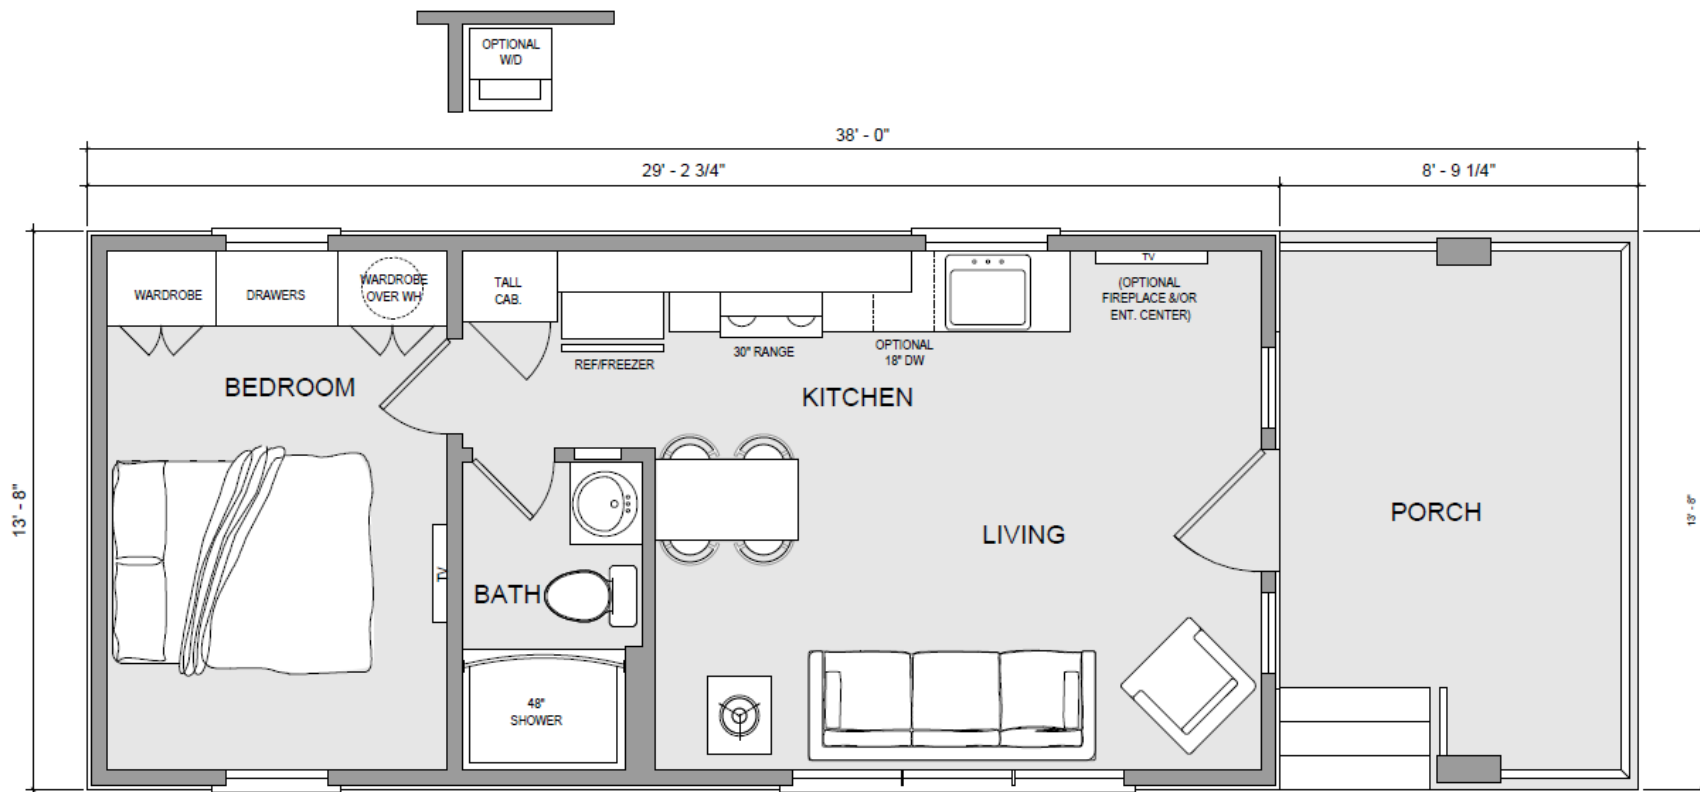 OPTIONAL
W/D
38' - 0"
29' - 2 3/4"
8' - 9 1/4"
WARDROBE
DRAWERS
WARDROBE
OVER WH
TALL
CAB.
TV
(OPTIONAL
FIREPLACE &/OR
ENT. CENTER)
REF/FREEZER
30" RANGE
OPTIONAL
18" DW
BEDROOM
KITCHEN
13' - 8"
LIVING
PORCH
13' - 8"
TV
BATH
48"
SHOWER